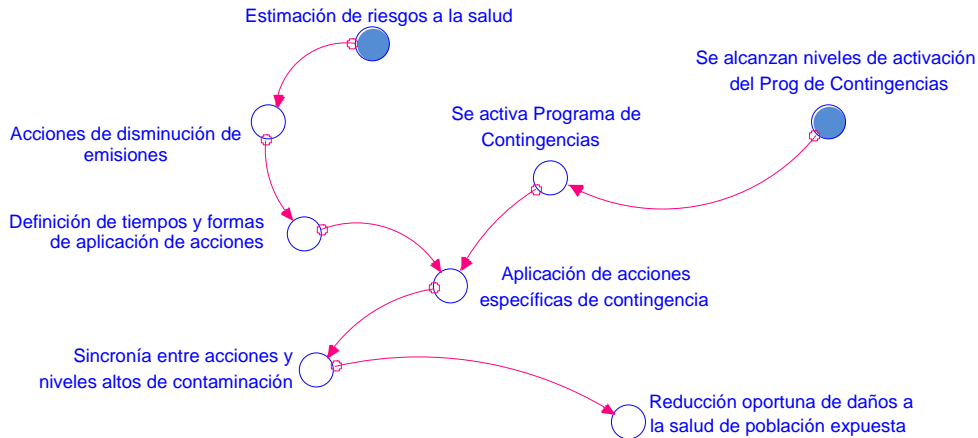 Estimación de riesgos a la salud
Se alcanzan niveles de activación
del Prog de Contingencias
Se activa Programa de
Contingencias
Acciones de disminución de
emisiones
Definición de tiempos y formas
de aplicación de acciones
Aplicación de acciones
específicas de contingencia
Sincronía entre acciones y
niveles altos de contaminación
Reducción oportuna de daños a
la salud de población expuesta